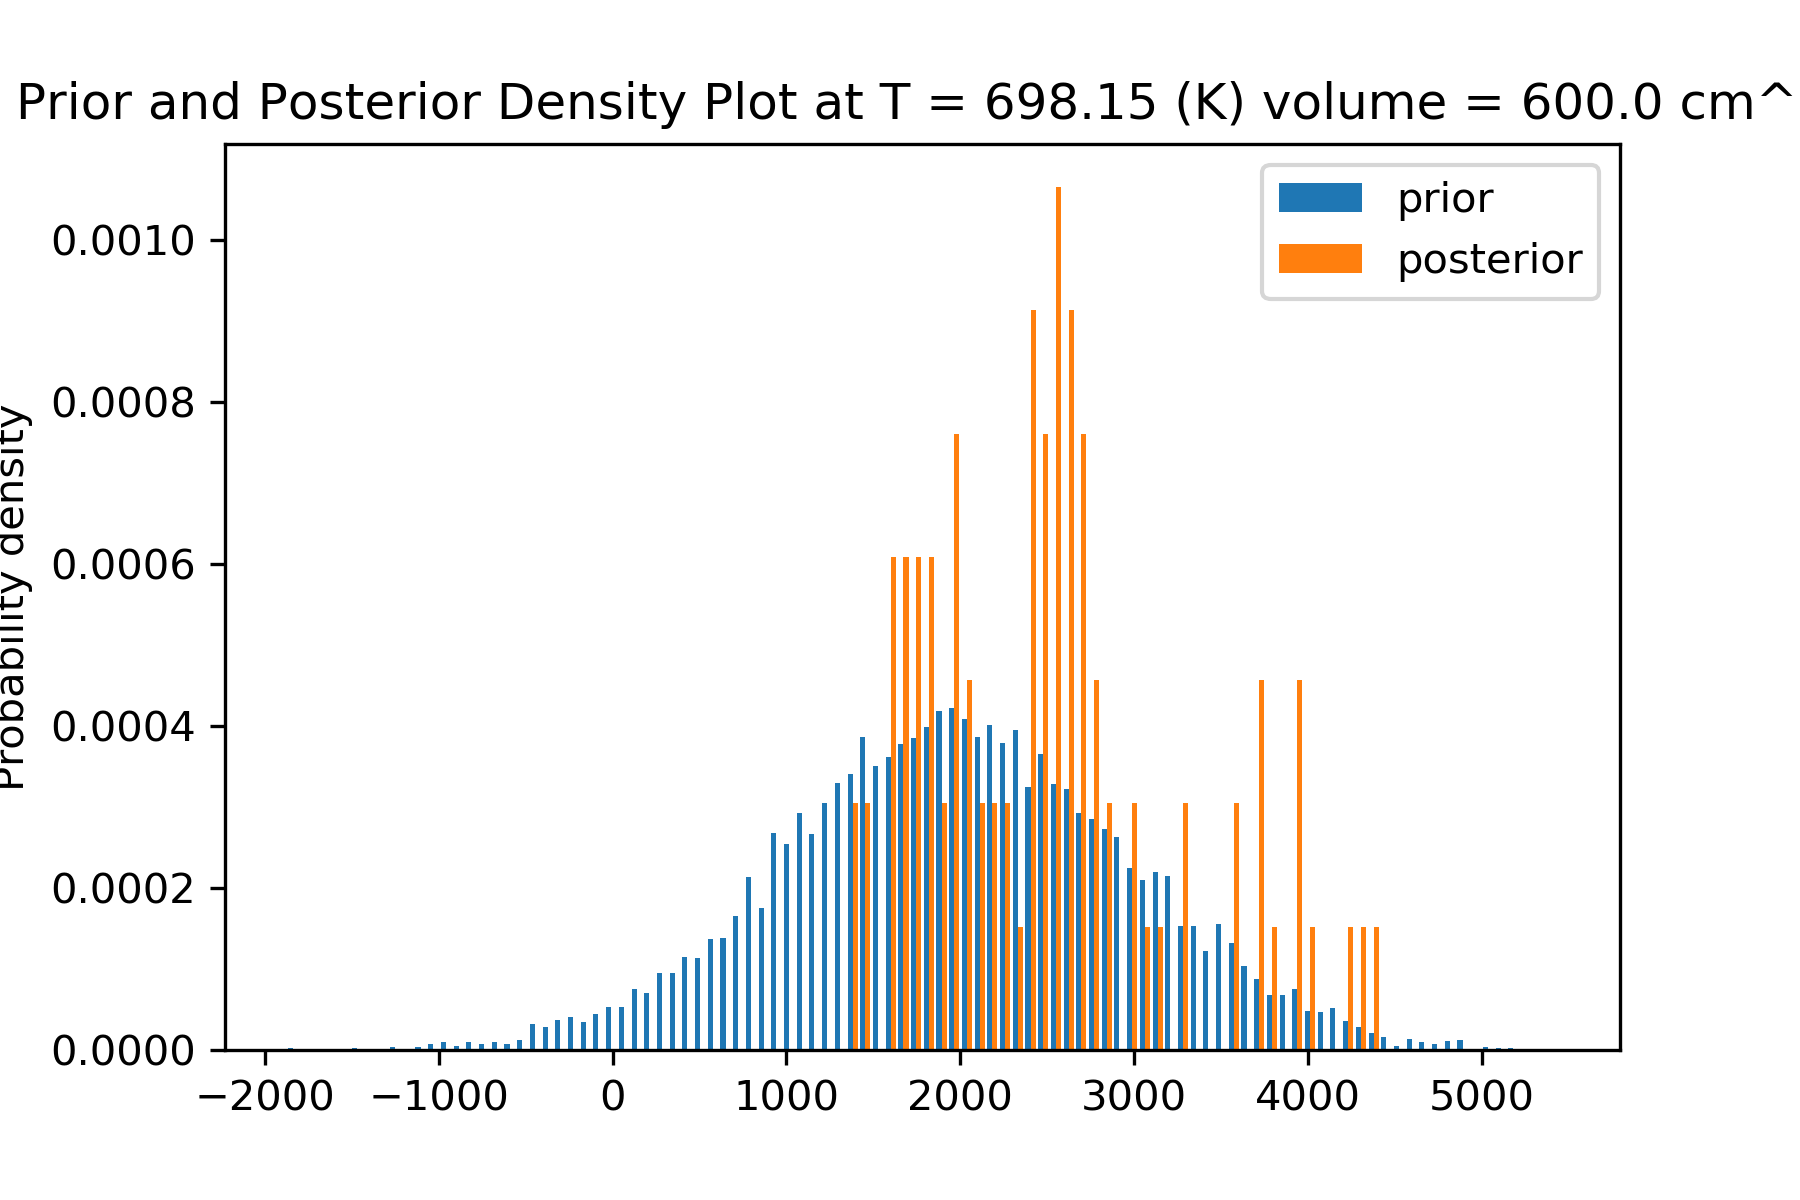 Prior and Posterior Density Plot at T = 698.15 (K) volume = 600.0 cm^
prior
posterior
Probability density
0.0010
0.0008
0.0006
0.0004
0.0002
0.0000
−2000 −1000 0 1000 2000 3000 4000 5000